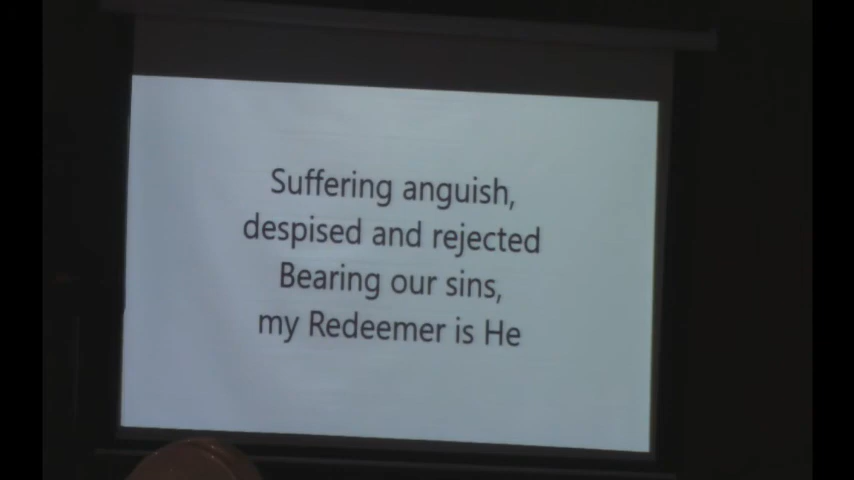 Suffering anguish,
despised and rejected
Bearing our sins,
my Redeemer is He